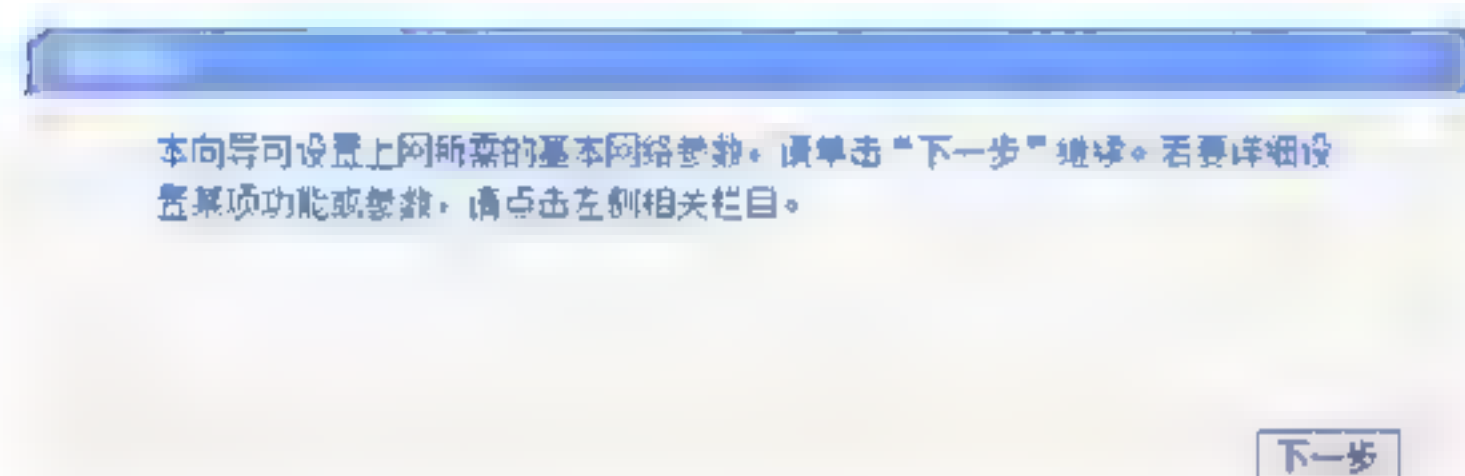 本向导可设置上网所需的基本网络参数，请单击“下一步”继续。若要详细设
置某项功能或参数，请点击左侧相关栏目。
下一步